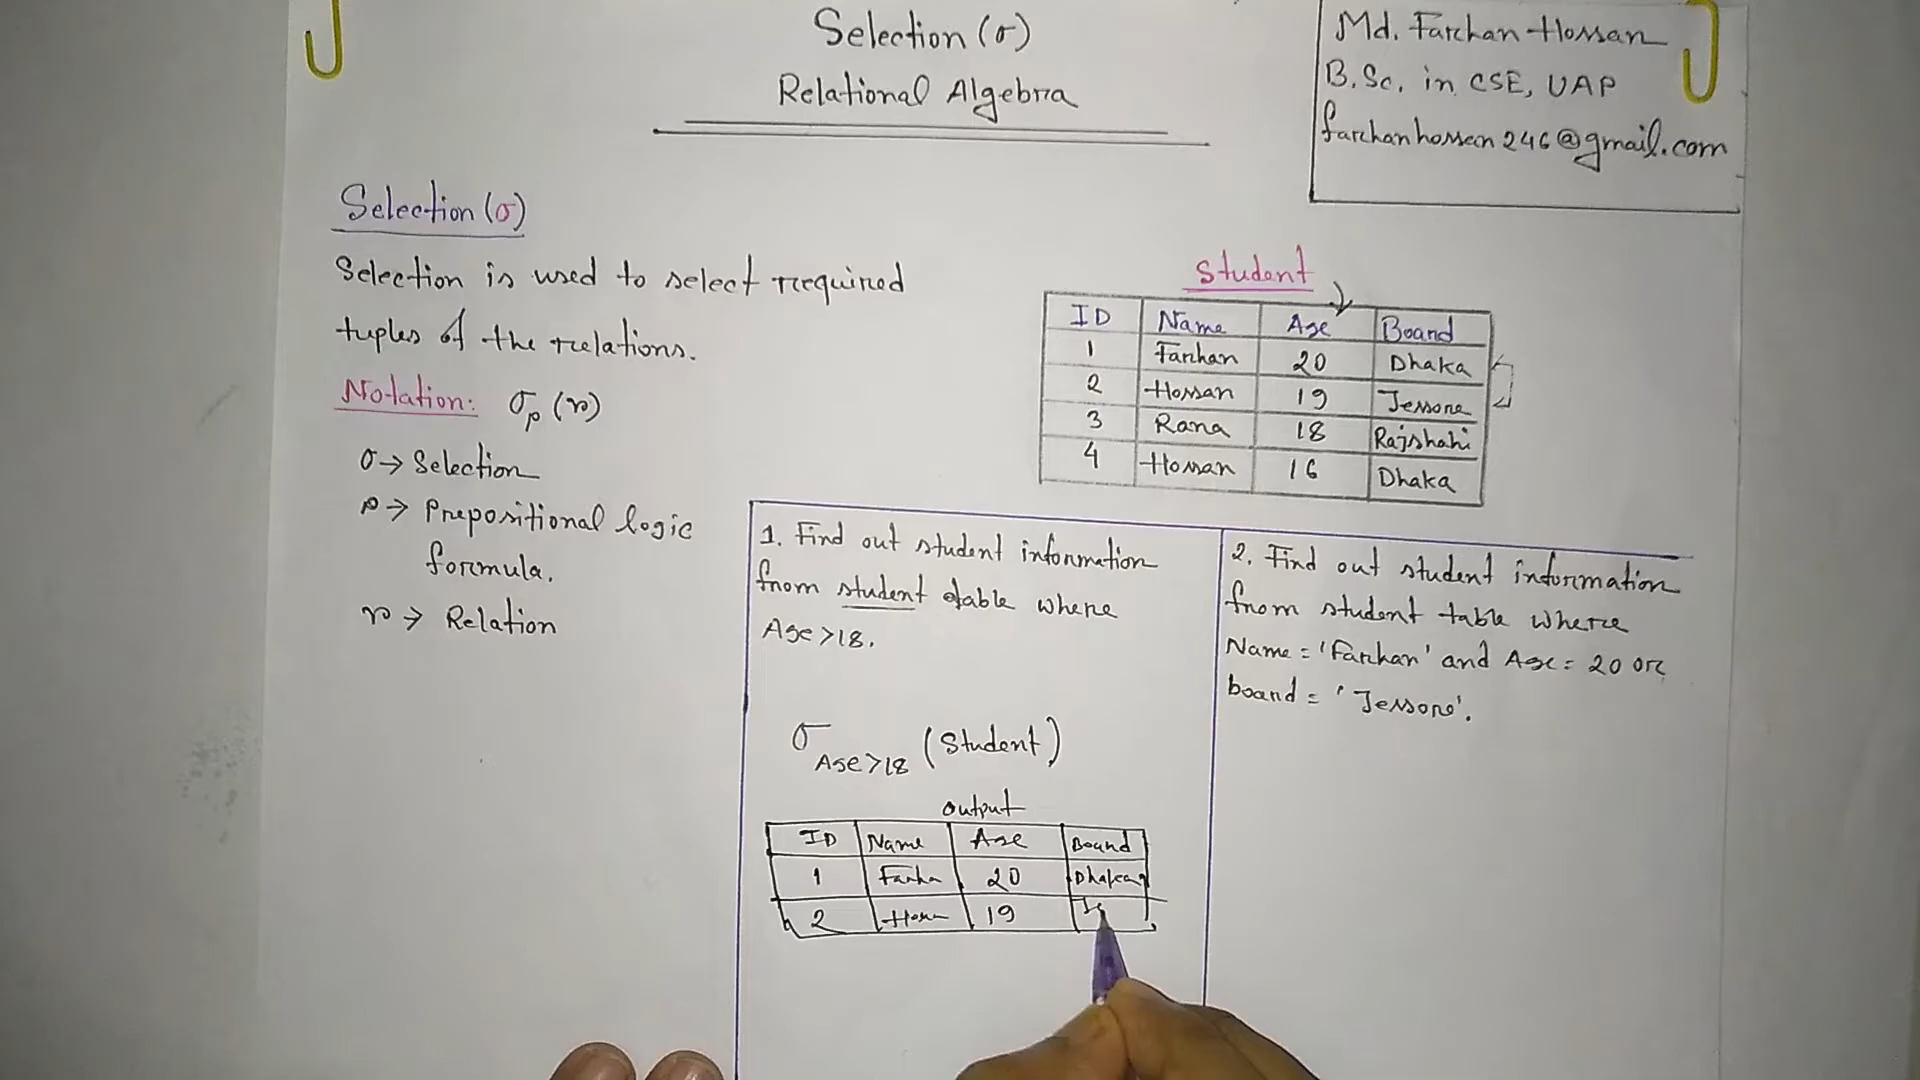 Selection (σ)
Relational Algebra
Md. Farhan Hossan
B.Sc. in CSE, UAP
farhanhossen246@gmail.com
Selection (σ)
Selection is used to select required
tuples of the relations.
Notation: σp (r)
σ → Selection
p → Prepositional logic
formula.
r → Relation
Student
ID Name Age Board
1 Farhan 20 Dhaka
2 Hossan 19 Jessore
3 Rana 18 Rajshahi
4 Hossan 16 Dhaka
1. Find out student information
from student table where
Age >18.
σ Age >18 (Student)
output
ID Name Age Board
1 Farha 20 Dhaka
2 19
2. Find out student information
from student table where
Name = 'Farhan' and Age = 20 or
board = 'Jessore'.